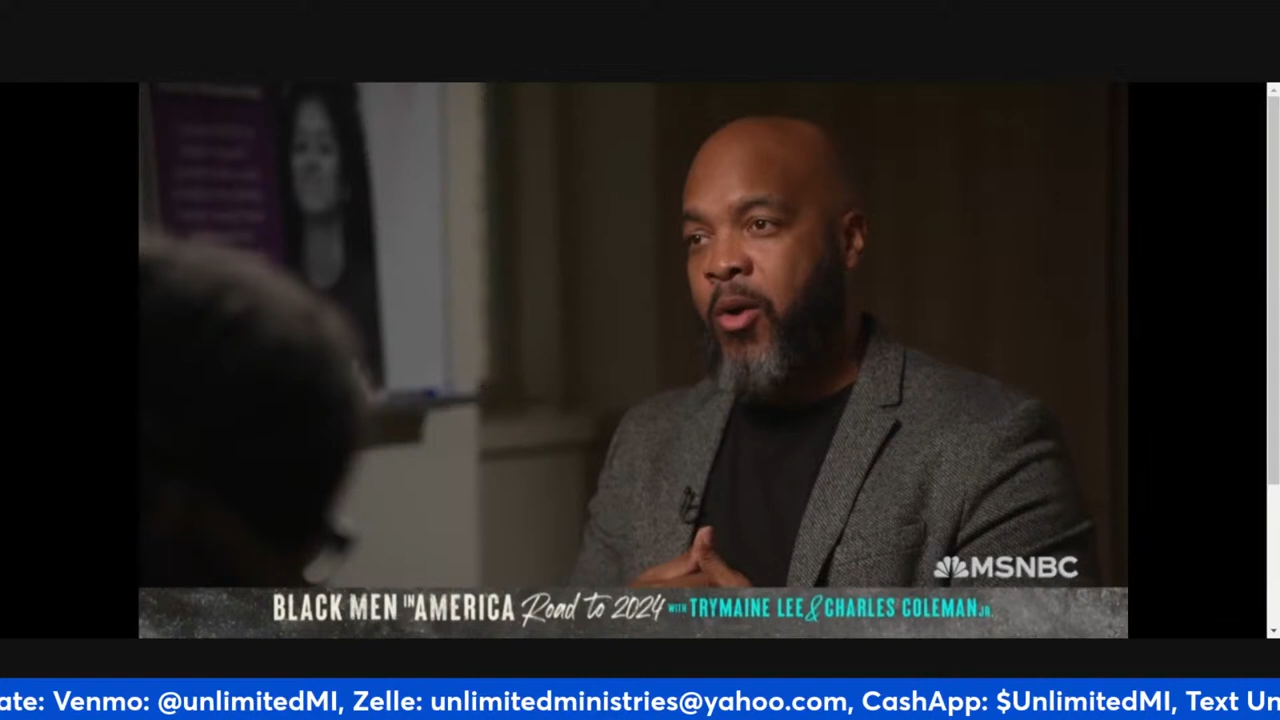 MSNBC
BLACK MEN IN AMERICA Road to 2024 WITH TRYMAINE LEE & CHARLES COLEMAN JR.
ate: Venmo: @unlimitedMI, Zelle: unlimitedministries@yahoo.com, CashApp: $UnlimitedMI, Text Un